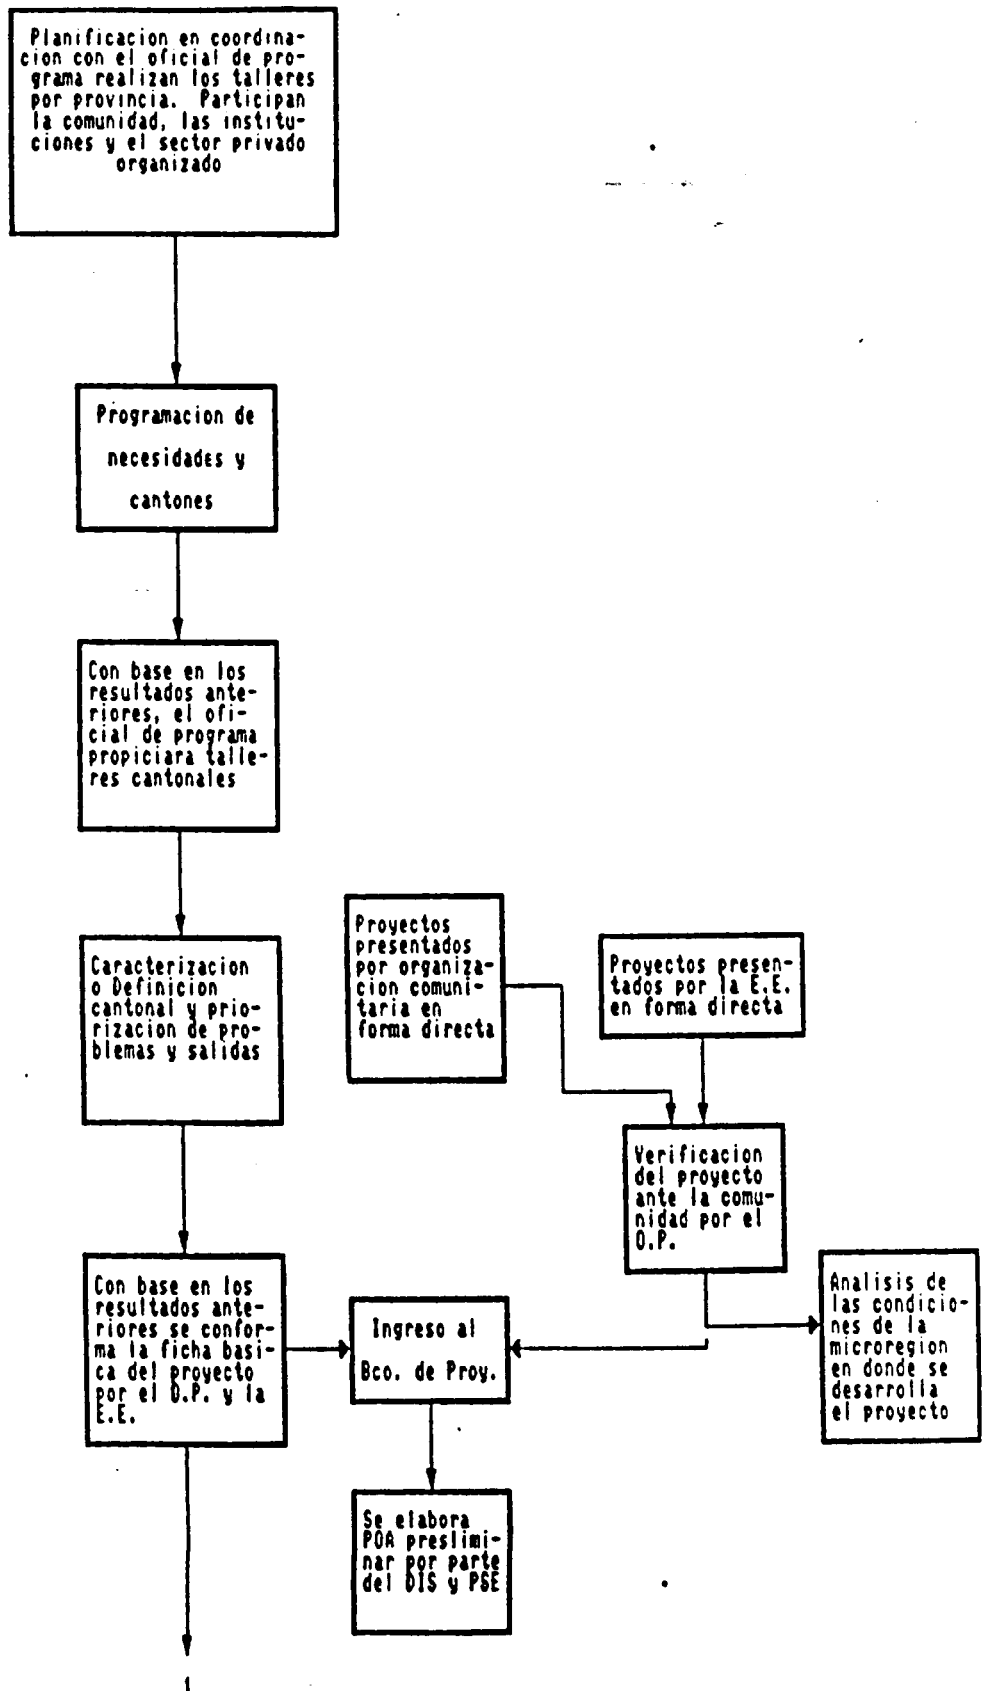 Planificacion en coordina-
cion con el oficial de pro-
grama realizan los talleres
por provincia. Participan
la comunidad, las institu-
ciones y el sector privado
organizado
Programacion de
necesidades y
cantones
Con base en los
resultados ante-
riores, el ofi-
cial de programa
propiciara talle-
res cantonales
Caracterizacion
o Definicion
cantonal y prio-
rizacion de pro-
blemas y salidas
Proyectos
presentados
por organiza-
cion comuni-
taria en
forma directa
Proyectos presen-
tados por la E.E.
en forma directa
Verificacion
del proyecto
ante la comu-
nidad por el
O.P.
Con base en los
resultados ante-
riores se confor-
ma la ficha basi-
ca del proyecto
por el O.P. y la
E.E.
Ingreso al
Bco. de Proy.
Analisis de
las condicio-
nes de la
microregion
en donde se
desarrolla
el proyecto
Se elabora
POA preslimi-
nar por parte
del DIS y PSE